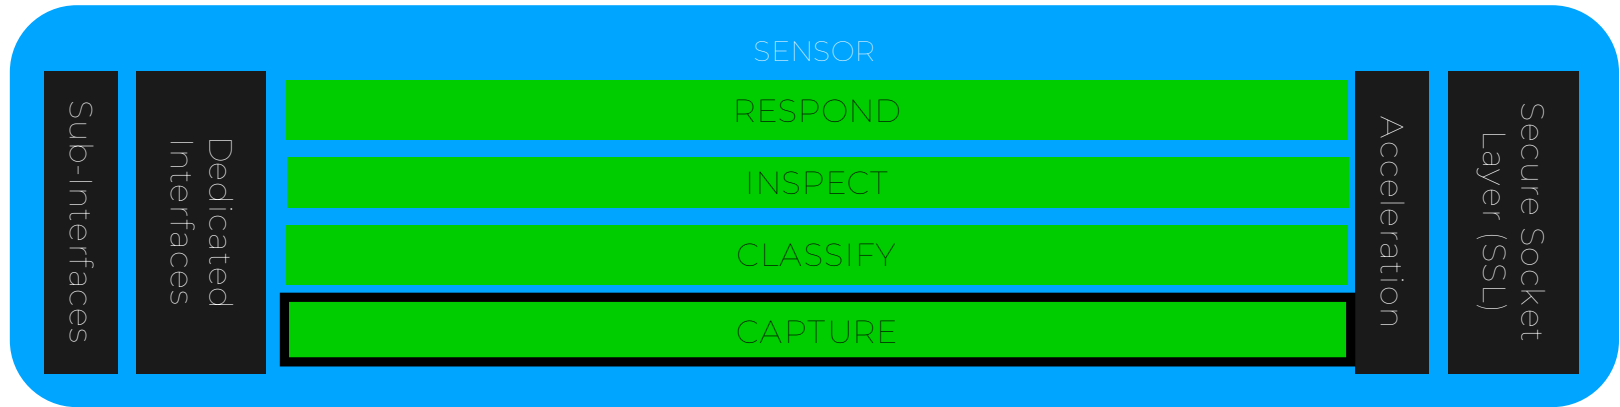 SENSOR
Sub-Interfaces
Dedicated
Interfaces
RESPOND
INSPECT
CLASSIFY
CAPTURE
Acceleration
Secure Socket
Layer (SSL)